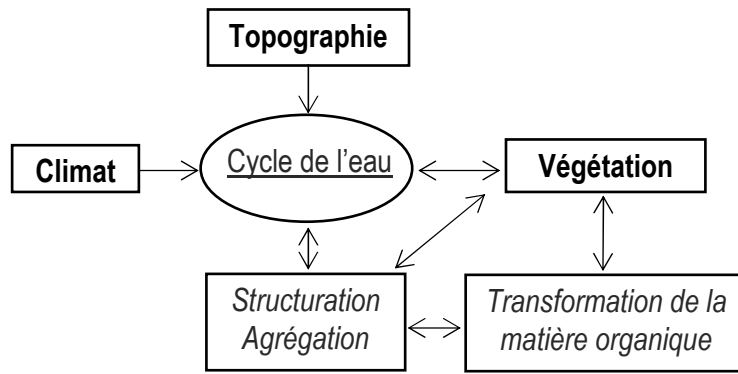 Topographie
Climat
Cycle de l'eau
Végétation
Structuration
Agrégation
Transformation de la
matière organique